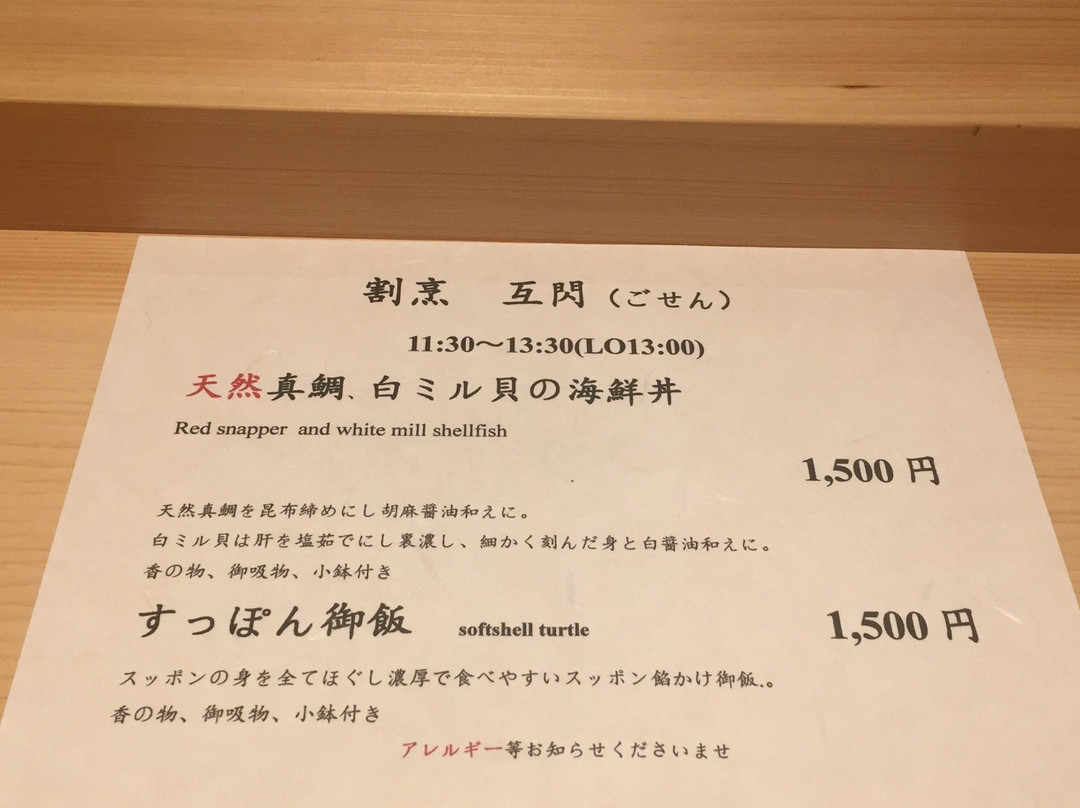 割烹　互閃（ごせん）
11:30〜13:30(LO13:00)
天然真鯛、白ミル貝の海鮮丼
Red snapper and white mill shellfish
1,500 円
天然真鯛を昆布締めにし胡麻醤油和えに。
白ミル貝は肝を塩茹でにし裏濃し、細かく刻んだ身と白醤油和えに。
香の物、御吸物、小鉢付き
すっぽん御飯 softshell turtle 1,500 円
スッポンの身を全てほぐし濃厚で食べやすいスッポン餡かけ御飯.。
香の物、御吸物、小鉢付き
アレルギー等お知らせくださいませ